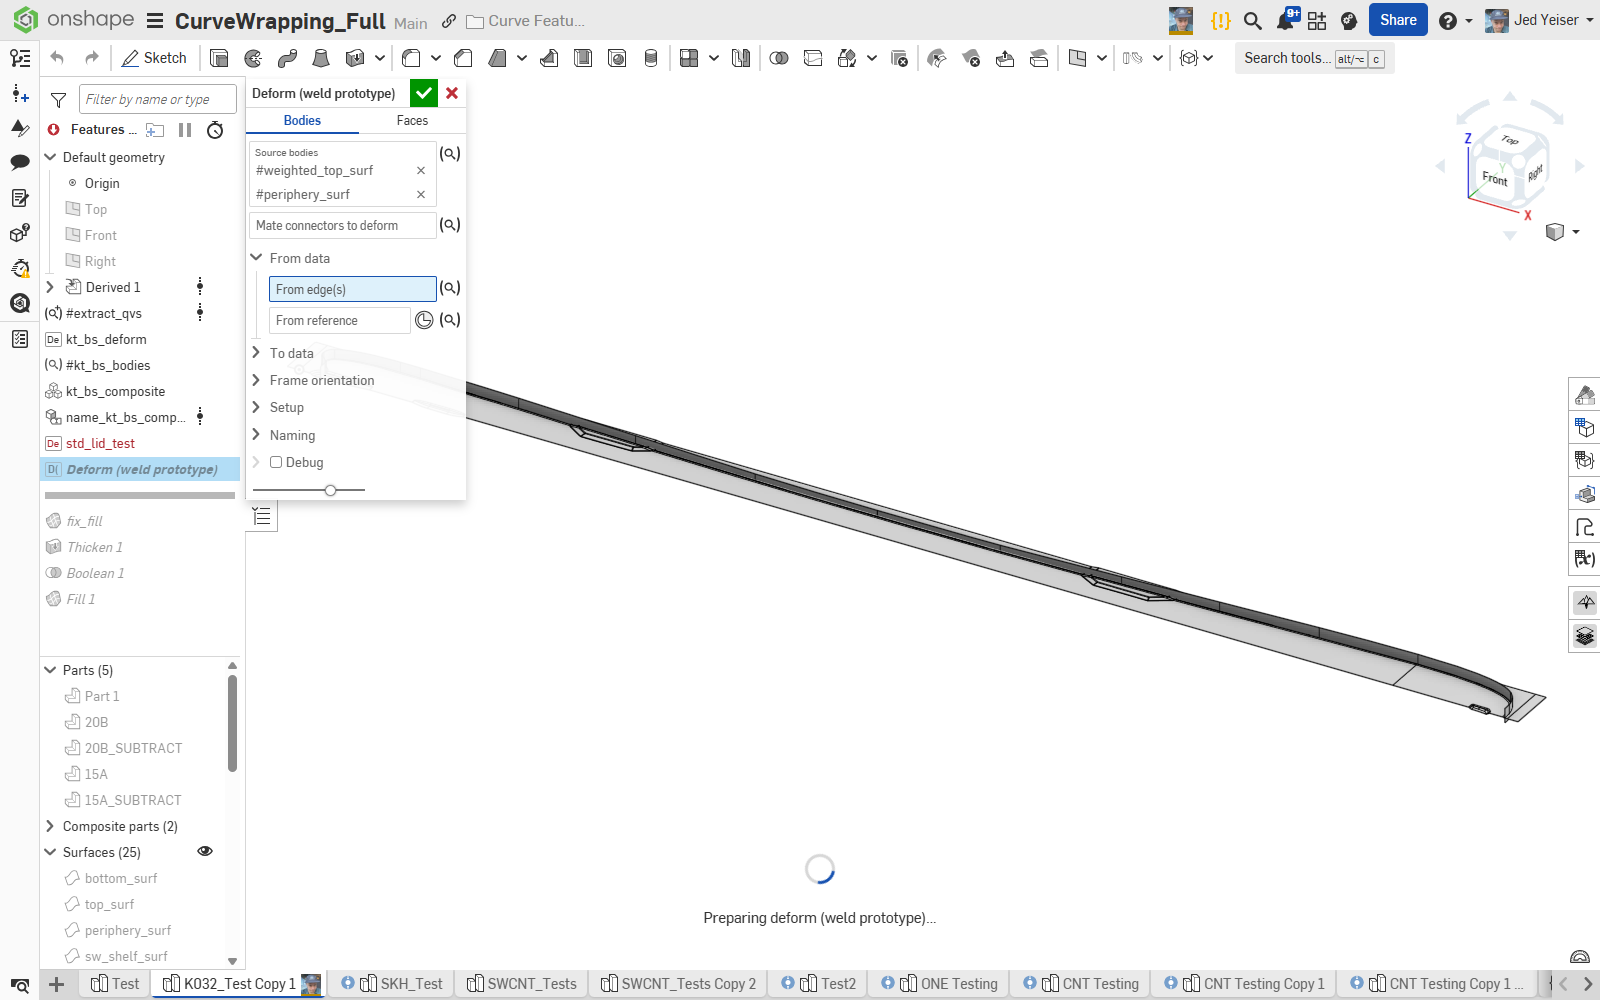 onshape
CurveWrapping_Full Main Curve Featu...
9+
Share
Jed Yeiser
Sketch
Search tools... alt/⌥ c
Filter by name or type
Features ...
Default geometry
Origin
Top
Front
Right
Derived 1
#extract_qvs
De kt_bs_deform
#kt_bs_bodies
kt_bs_composite
name_kt_bs_comp...
De std_lid_test
D( Deform (weld prototype)
fix_fill
Thicken 1
Boolean 1
Fill 1
Parts (5)
Part 1
20B
20B_SUBTRACT
15A
15A_SUBTRACT
Composite parts (2)
Surfaces (25)
bottom_surf
top_surf
periphery_surf
sw_shelf_surf
Deform (weld prototype)
Bodies Faces
Source bodies
#weighted_top_surf
#periphery_surf
Mate connectors to deform
From data
From edge(s)
From reference
To data
Frame orientation
Setup
Naming
Debug
Z
Top
Y
Front
Right
X
Preparing deform (weld prototype)...
Test
K032_Test Copy 1
SKH_Test
SWCNT_Tests
SWCNT_Tests Copy 2
Test2
ONE Testing
CNT Testing
CNT Testing Copy 1
CNT Testing Copy 1 ...